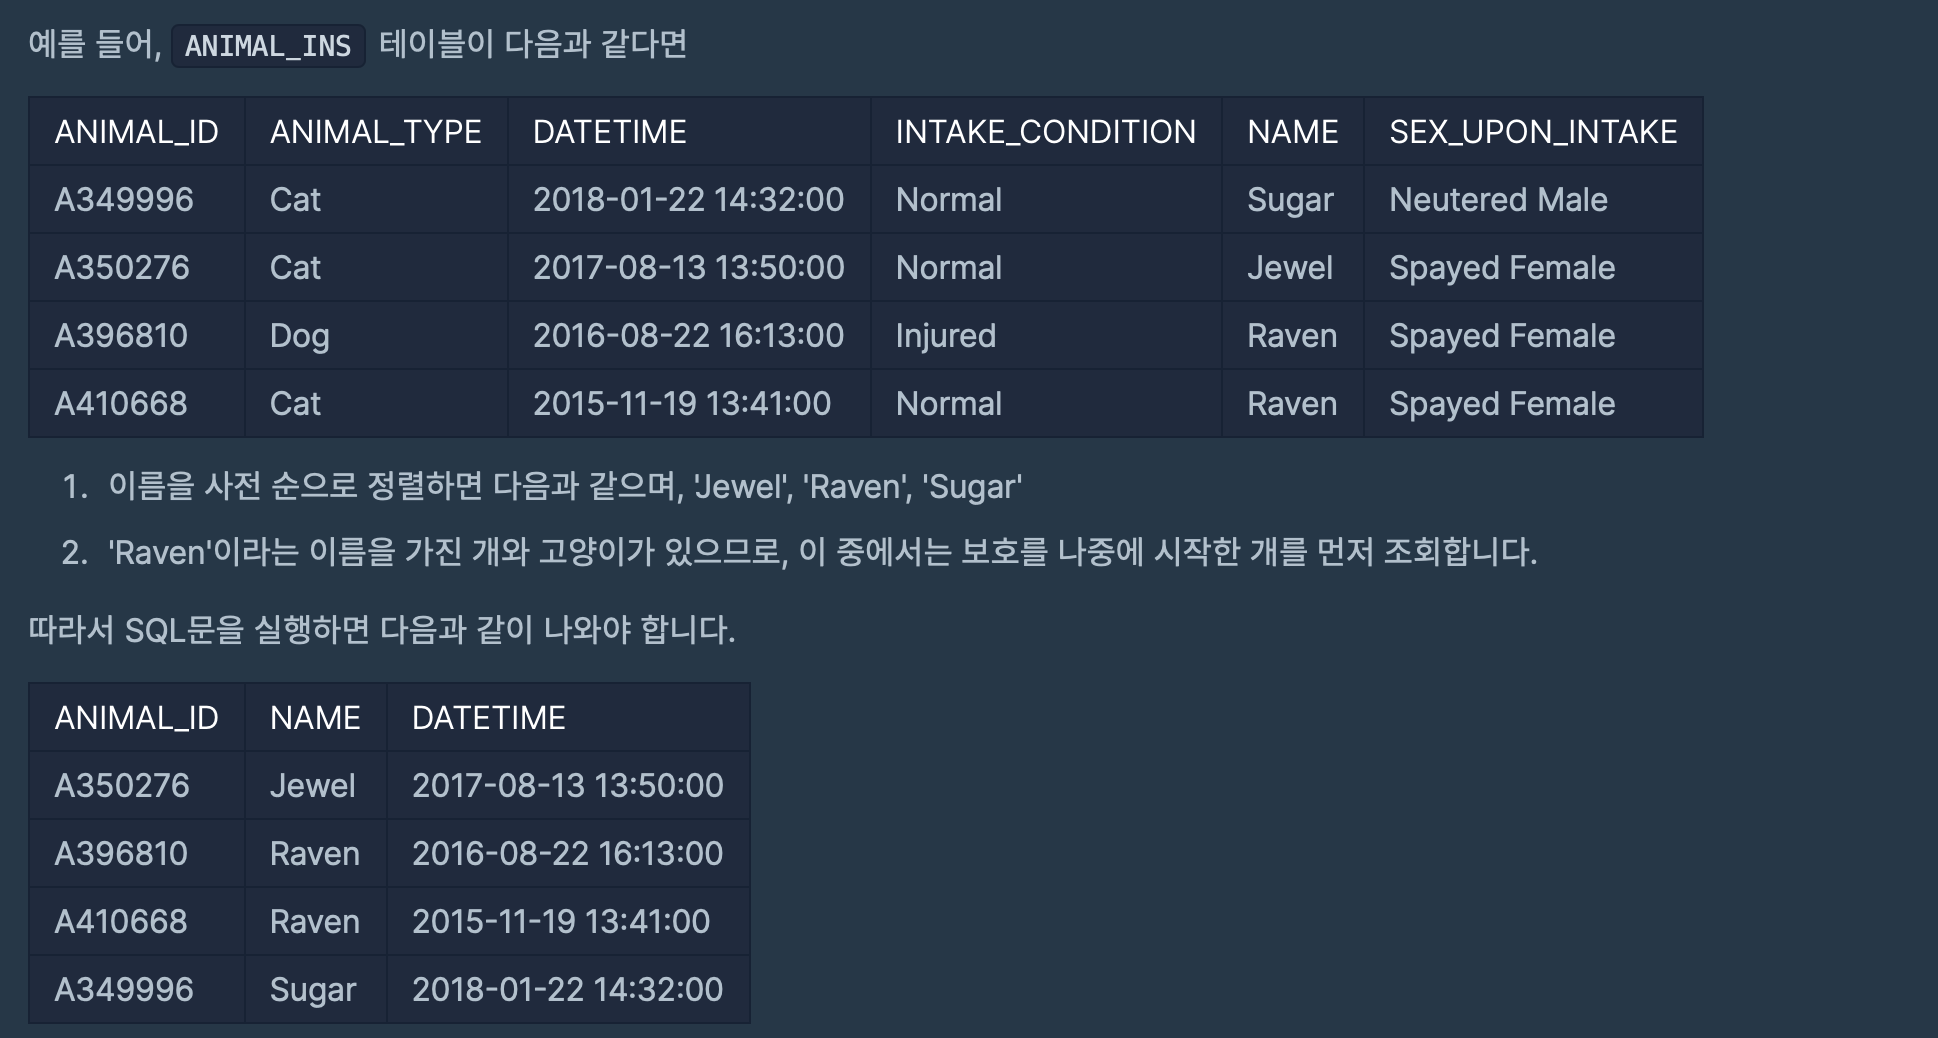 예를 들어, ANIMAL_INS 테이블이 다음과 같다면
ANIMAL_ID ANIMAL_TYPE DATETIME INTAKE_CONDITION NAME SEX_UPON_INTAKE
A349996 Cat 2018-01-22 14:32:00 Normal Sugar Neutered Male
A350276 Cat 2017-08-13 13:50:00 Normal Jewel Spayed Female
A396810 Dog 2016-08-22 16:13:00 Injured Raven Spayed Female
A410668 Cat 2015-11-19 13:41:00 Normal Raven Spayed Female
1. 이름을 사전 순으로 정렬하면 다음과 같으며, 'Jewel', 'Raven', 'Sugar'
2. 'Raven'이라는 이름을 가진 개와 고양이가 있으므로, 이 중에서는 보호를 나중에 시작한 개를 먼저 조회합니다.
따라서 SQL문을 실행하면 다음과 같이 나와야 합니다.
ANIMAL_ID NAME DATETIME
A350276 Jewel 2017-08-13 13:50:00
A396810 Raven 2016-08-22 16:13:00
A410668 Raven 2015-11-19 13:41:00
A349996 Sugar 2018-01-22 14:32:00